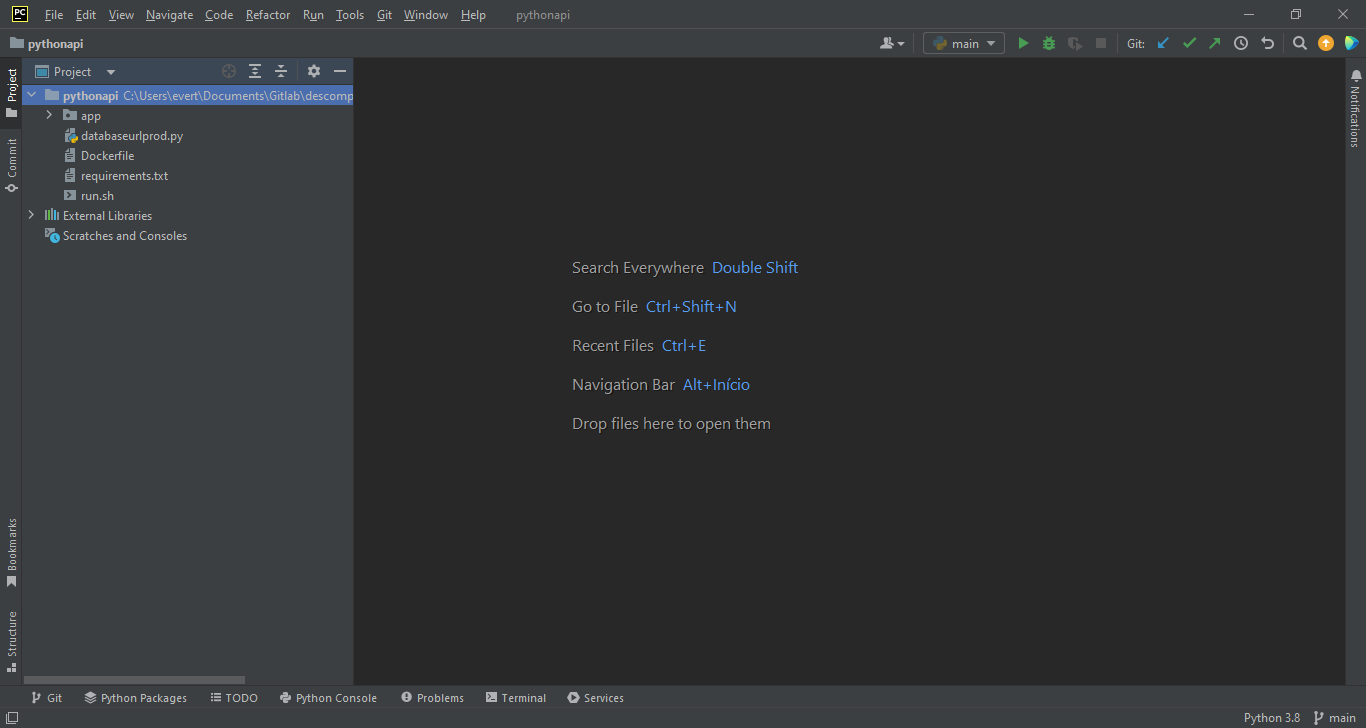 PC File Edit View Navigate Code Refactor Run Tools Git Window Help pythonapi
pythonapi main Git:
Project
Project
pythonapi C:\Users\evert\Documents\Gitlab\descomp
app
databaseurlprod.py
Dockerfile
requirements.txt
run.sh
External Libraries
Scratches and Consoles
Commit
Bookmarks
Structure
Search Everywhere Double Shift
Go to File Ctrl+Shift+N
Recent Files Ctrl+E
Navigation Bar Alt+Início
Drop files here to open them
Notifications
Git Python Packages TODO Python Console Problems Terminal Services
Python 3.8 main